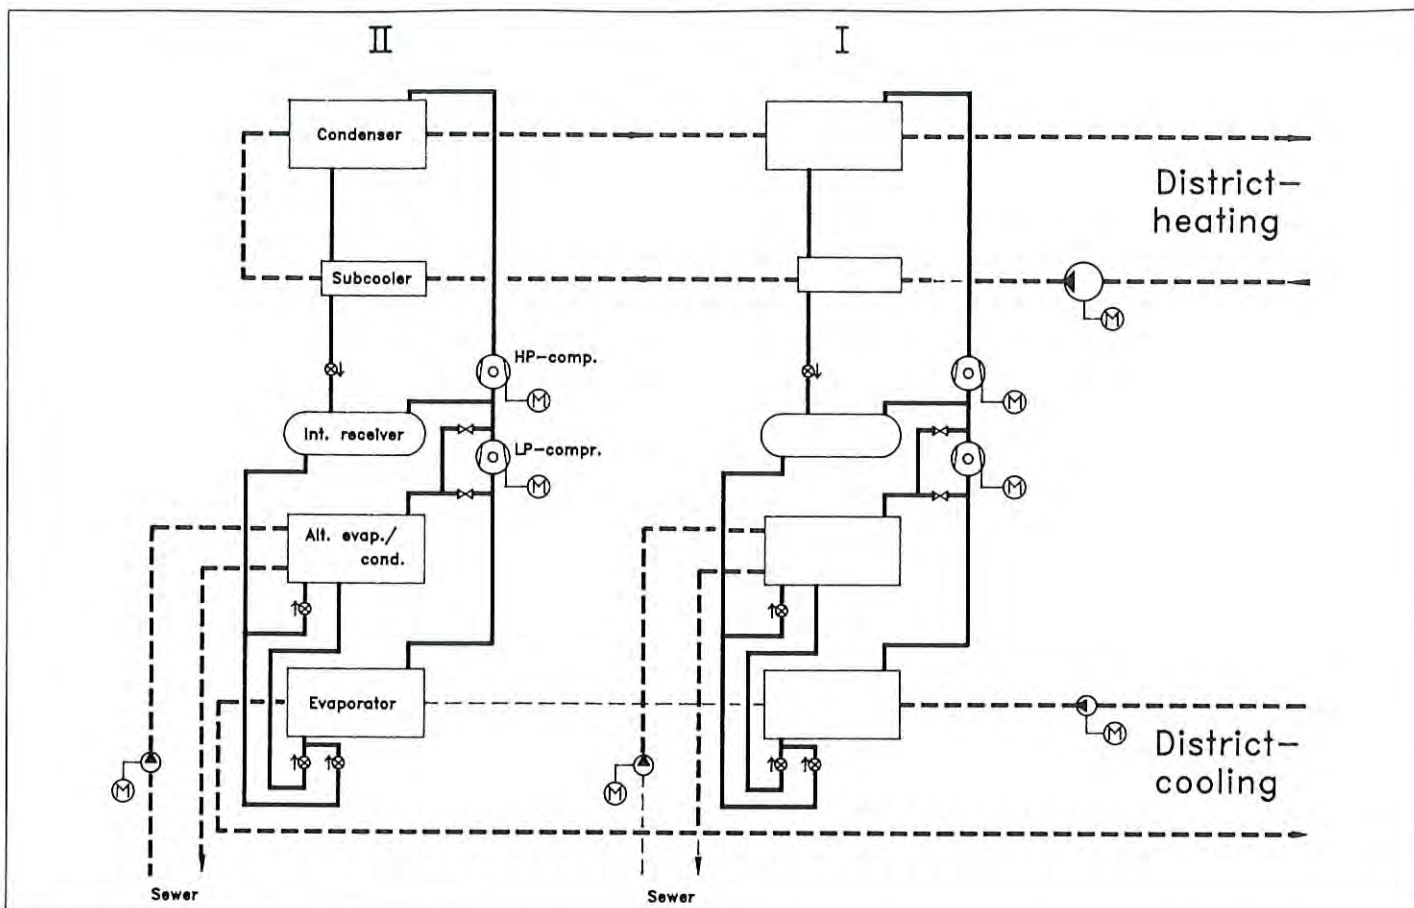 II
I
Condenser
District-
heating
Subcooler
M
HP-comp.
M
M
Int. receiver
LP-compr.
M
M
Alt. evap./
cond.
Evaporator
M
District-
cooling
M
M
Sewer
Sewer